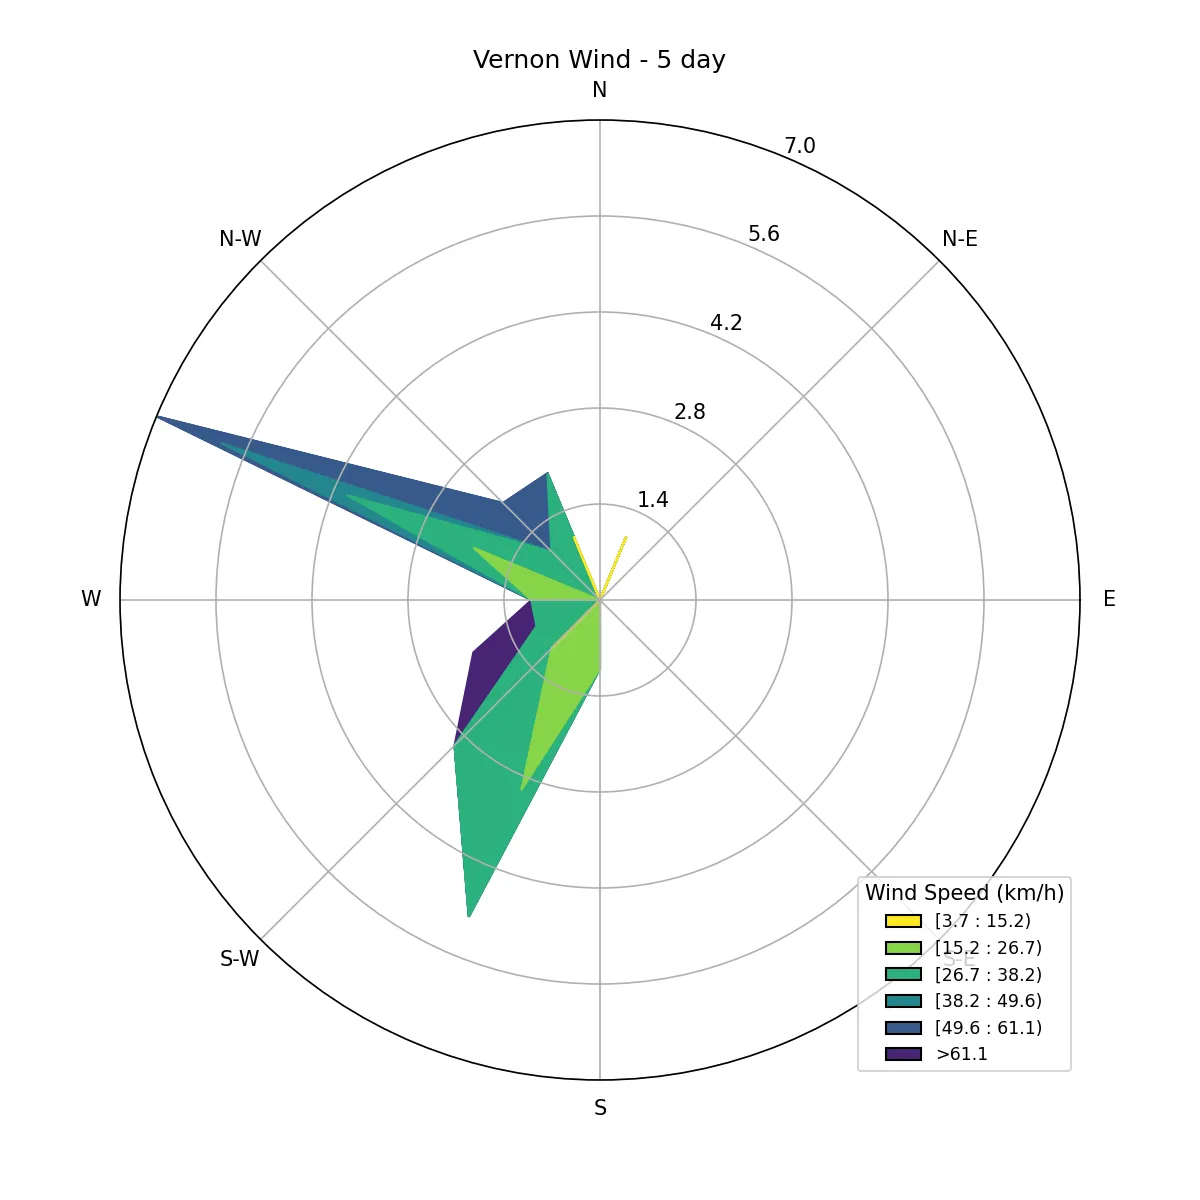 Vernon Wind - 5 day
N
7.0
N-W
5.6
N-E
4.2
2.8
1.4
W
E
S-W
S-E
S
Wind Speed (km/h)
[3.7 : 15.2)
[15.2 : 26.7)
[26.7 : 38.2)
[38.2 : 49.6)
[49.6 : 61.1)
>61.1